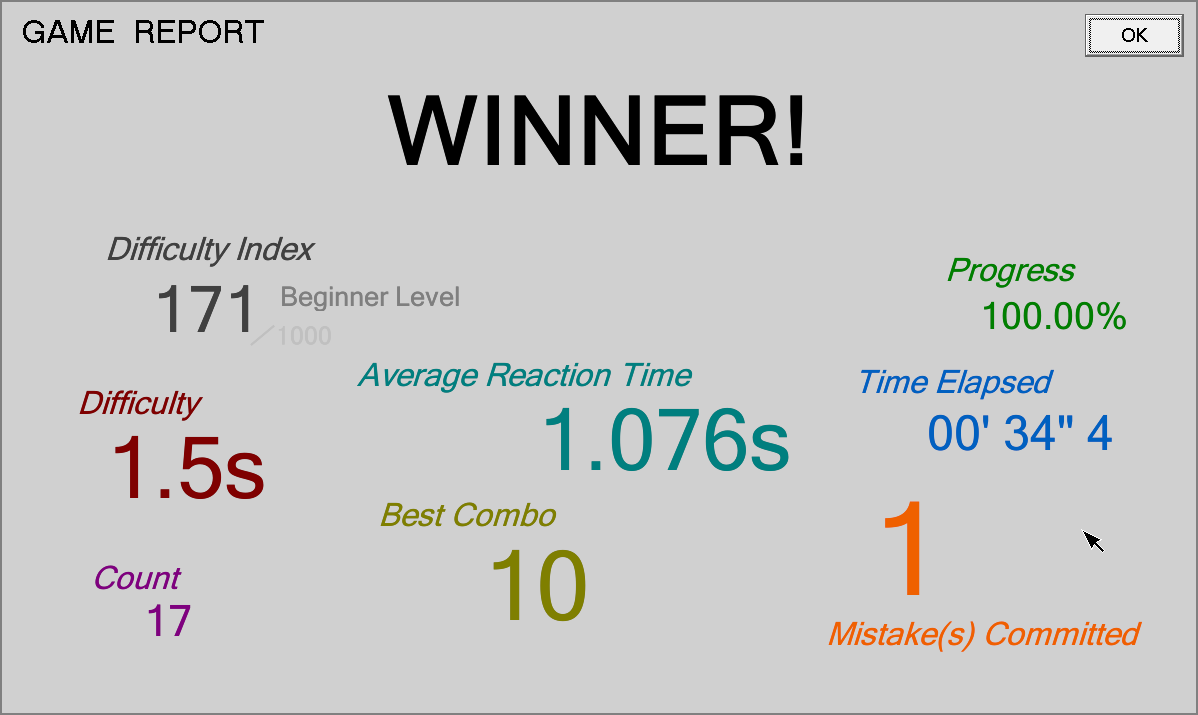 GAME REPORT
OK
WINNER!
Difficulty Index
171 Beginner Level
/1000
Progress
100.00%
Average Reaction Time
1.076s
Time Elapsed
00' 34" 4
Difficulty
1.5s
Best Combo
10
1
Mistake(s) Committed
Count
17